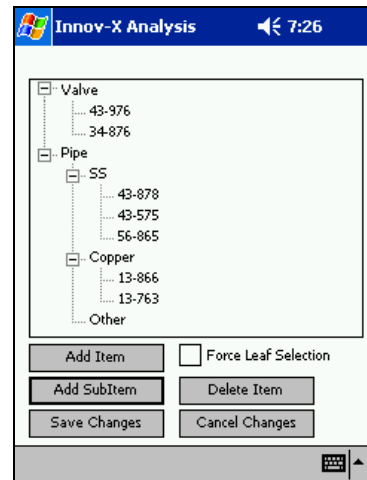 Innov-X Analysis 7:26
Valve
43-976
34-876
Pipe
SS
43-878
43-575
56-865
Copper
13-866
13-763
Other
Add Item Force Leaf Selection
Add SubItem Delete Item
Save Changes Cancel Changes